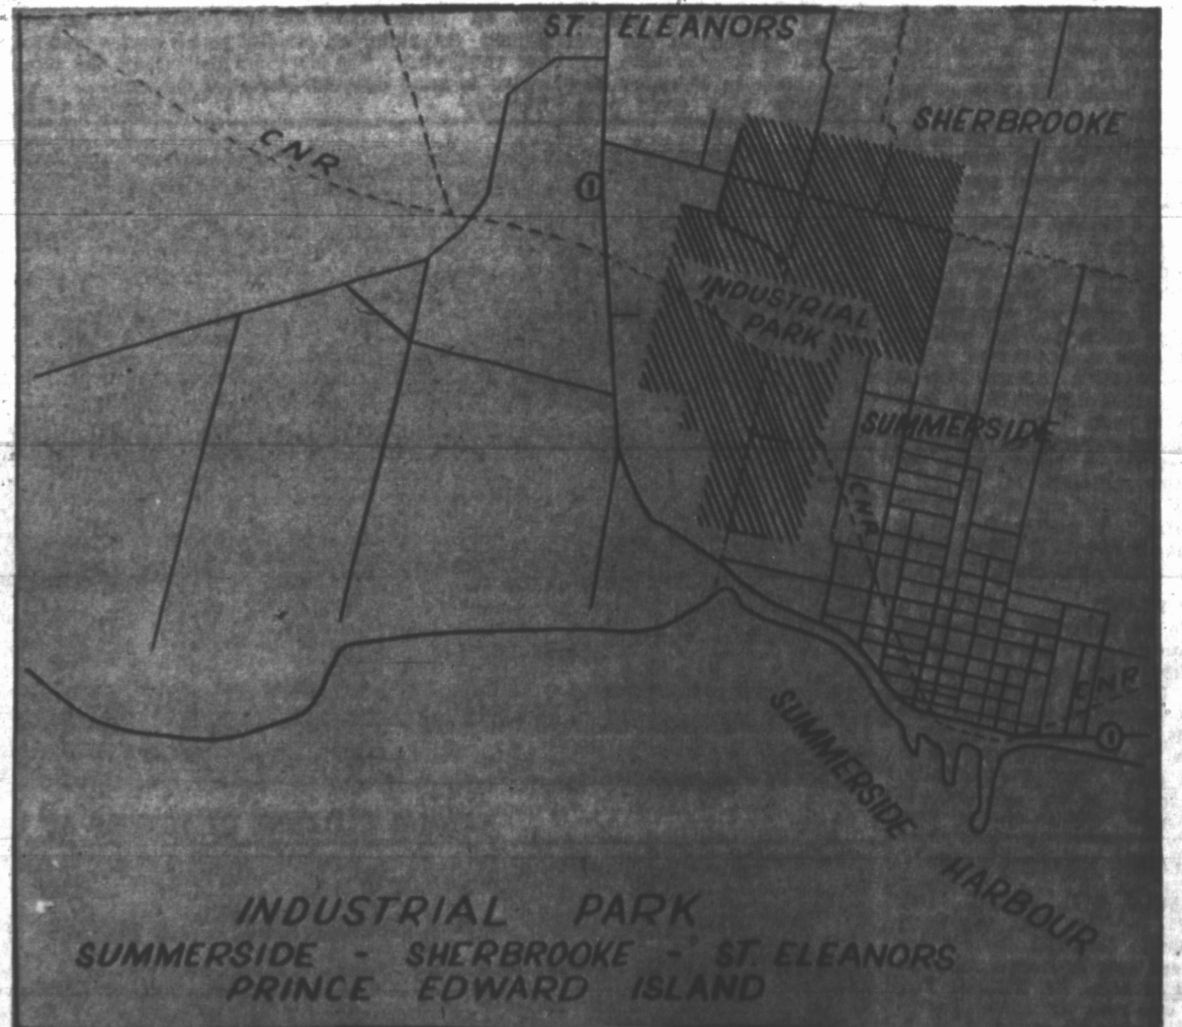 ST. ELEANORS
SHERBROOKE
CNR
1
INDUSTRIAL
PARK
SUMMERSIDE
CNR
CNR
1
SUMMERSIDE HARBOUR
INDUSTRIAL PARK
SUMMERSIDE - SHERBROOKE - ST. ELEANORS
PRINCE EDWARD ISLAND